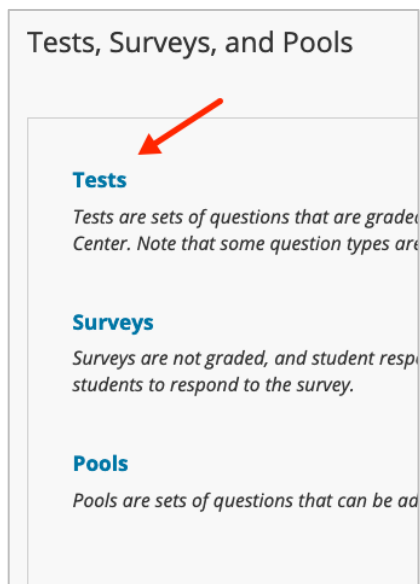 Tests, Surveys, and Pools
Tests
Tests are sets of questions that are graded
Center. Note that some question types are
Surveys
Surveys are not graded, and student resp
students to respond to the survey.
Pools
Pools are sets of questions that can be ad